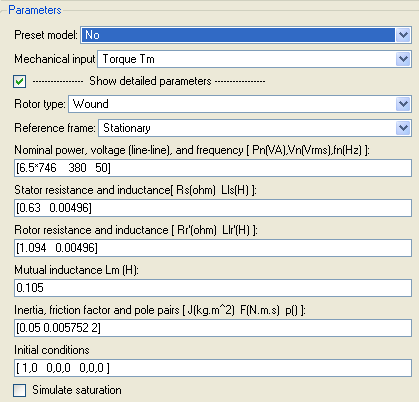 Parameters
Preset model: No
Mechanical input Torque Tm
---------------- Show detailed parameters ----------------
Rotor type: Wound
Reference frame: Stationary
Nominal power, voltage (line-line), and frequency [ Pn(VA),Vn(Vrms),fn(Hz) ]:
[6.5*746 380 50]
Stator resistance and inductance[ Rs(ohm) Lls(H) ]:
[0.63 0.00496]
Rotor resistance and inductance [ Rr'(ohm) Llr'(H) ]:
[1.094 0.00496]
Mutual inductance Lm (H):
0.105
Inertia, friction factor and pole pairs [ J(kg.m^2) F(N.m.s) p() ]:
[0.05 0.005752 2]
Initial conditions
[ 1,0 0,0,0 0,0,0 ]
Simulate saturation